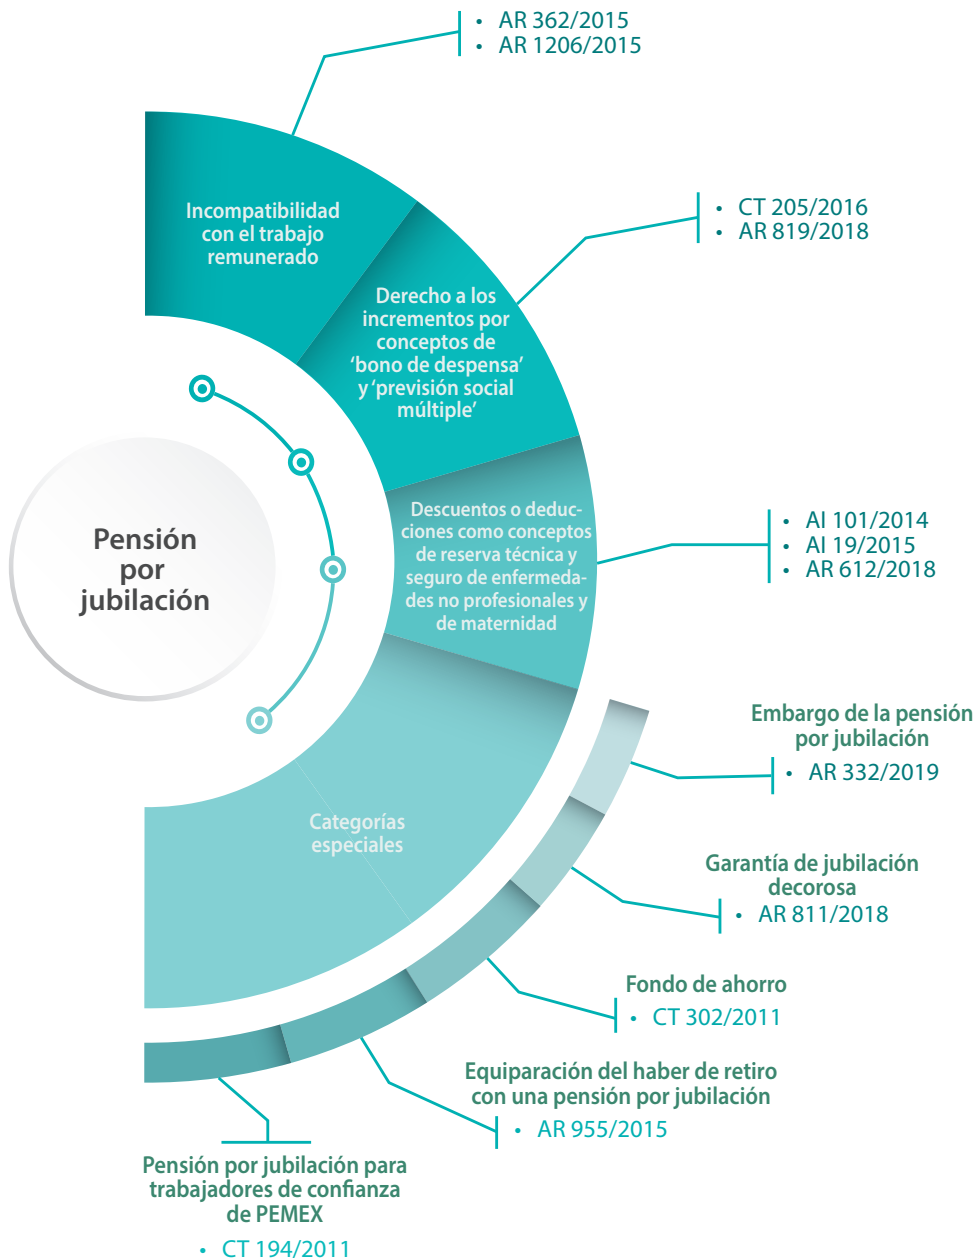 • AR 362/2015
• AR 1206/2015
Incompatibilidad
con el trabajo
remunerado
• CT 205/2016
• AR 819/2018
Derecho a los
incrementos por
conceptos de
‘bono de despensa’
y ‘previsión social
múltiple’
Descuentos o deduc-
ciones como conceptos
de reserva técnica y
seguro de enfermeda-
des no profesionales y
de maternidad
• AI 101/2014
• AI 19/2015
• AR 612/2018
Pensión
por
jubilación
Categorías
especiales
Embargo de la pensión
por jubilación
• AR 332/2019
Garantía de jubilación
decorosa
• AR 811/2018
Fondo de ahorro
• CT 302/2011
Equiparación del haber de retiro
con una pensión por jubilación
• AR 955/2015
Pensión por jubilación para
trabajadores de confianza
de PEMEX
• CT 194/2011